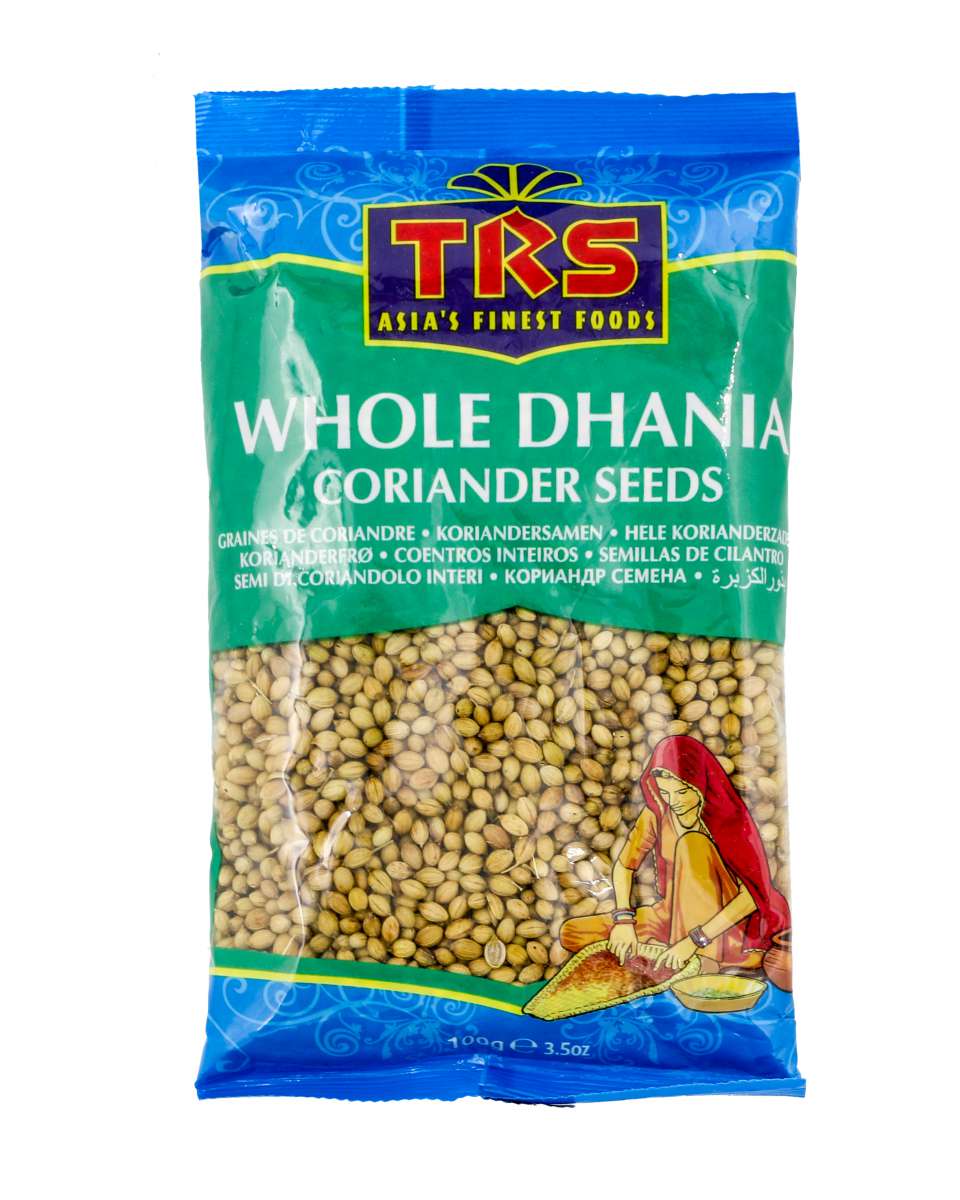 TRS
ASIA'S FINEST FOODS
WHOLE DHANIA
CORIANDER SEEDS
GRAINES DE CORIANDRE • KORIANDERSAMEN • HELE KORIANDERZADE
KORIANDERFRØ • COENTROS INTEIROS • SEMILLAS DE CILANTRO
SEMI DI CORIANDOLO INTERI • КОРИАНДР СЕМЕНА • بذور الكزبرة
100g ℮ 3.5oz